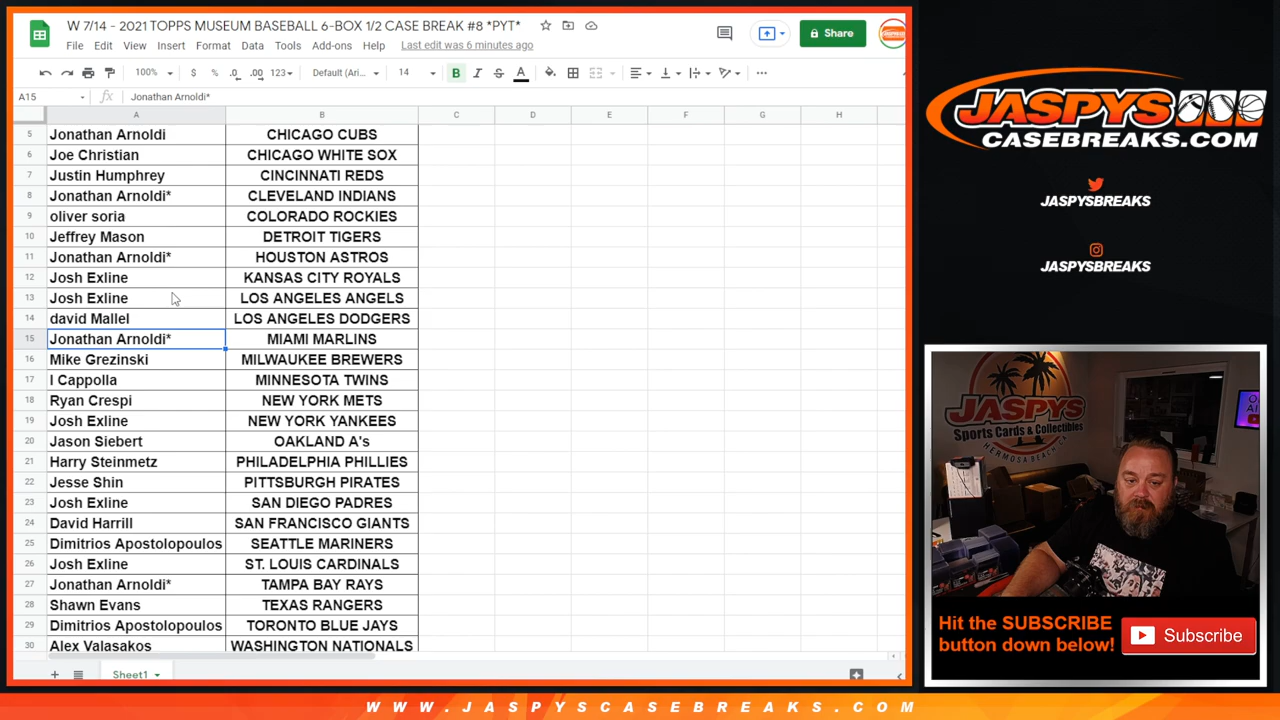 W 7/14 - 2021 TOPPS MUSEUM BASEBALL 6-BOX 1/2 CASE BREAK #8 *PYT*
File Edit View Insert Format Data Tools Add-ons Help Last edit was 6 minutes ago
Share
100% $ % .0 .00 123 Default (Ari... 14 B I S A
A15 fx Jonathan Arnoldi*
A B C D E F G H
5 Jonathan Arnoldi CHICAGO CUBS
6 Joe Christian CHICAGO WHITE SOX
7 Justin Humphrey CINCINNATI REDS
8 Jonathan Arnoldi* CLEVELAND INDIANS
9 oliver soria COLORADO ROCKIES
10 Jeffrey Mason DETROIT TIGERS
11 Jonathan Arnoldi* HOUSTON ASTROS
12 Josh Exline KANSAS CITY ROYALS
13 Josh Exline LOS ANGELES ANGELS
14 david Mallel LOS ANGELES DODGERS
15 Jonathan Arnoldi* MIAMI MARLINS
16 Mike Grezinski MILWAUKEE BREWERS
17 I Cappolla MINNESOTA TWINS
18 Ryan Crespi NEW YORK METS
19 Josh Exline NEW YORK YANKEES
20 Jason Siebert OAKLAND A's
21 Harry Steinmetz PHILADELPHIA PHILLIES
22 Jesse Shin PITTSBURGH PIRATES
23 Josh Exline SAN DIEGO PADRES
24 David Harrill SAN FRANCISCO GIANTS
25 Dimitrios Apostolopoulos SEATTLE MARINERS
26 Josh Exline ST. LOUIS CARDINALS
27 Jonathan Arnoldi* TAMPA BAY RAYS
28 Shawn Evans TEXAS RANGERS
29 Dimitrios Apostolopoulos TORONTO BLUE JAYS
30 Alex Valasakos WASHINGTON NATIONALS
Sheet1
JASPYS
CASEBREAKS.COM
JASPYSBREAKS
JASPYSBREAKS
JASPYS
Sports Cards & Collectibles
HERMOSA BEACH, CA
Hit the SUBSCRIBE
button down below!
Subscribe
WWW.JASPYSCASEBREAKS.COM